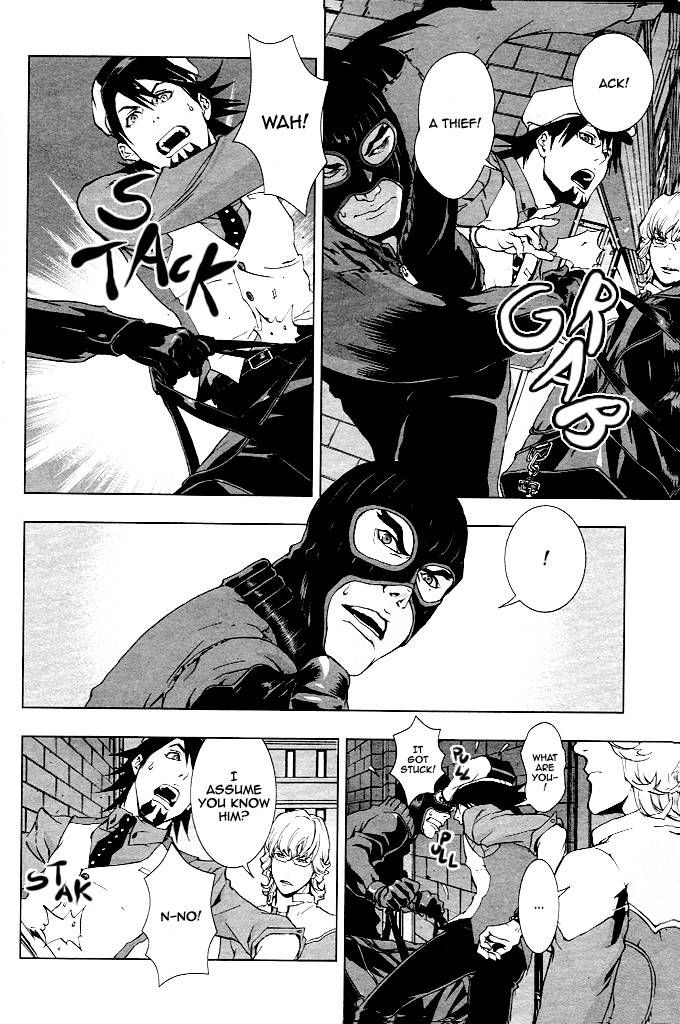 ACK!
A THIEF!
GRAB
WAH!
STACK
!
WHAT
ARE
YOU-!
IT
GOT
STUCK!
PULL
PULL
...
I
ASSUME
YOU KNOW
HIM?
N-NO!
STAK